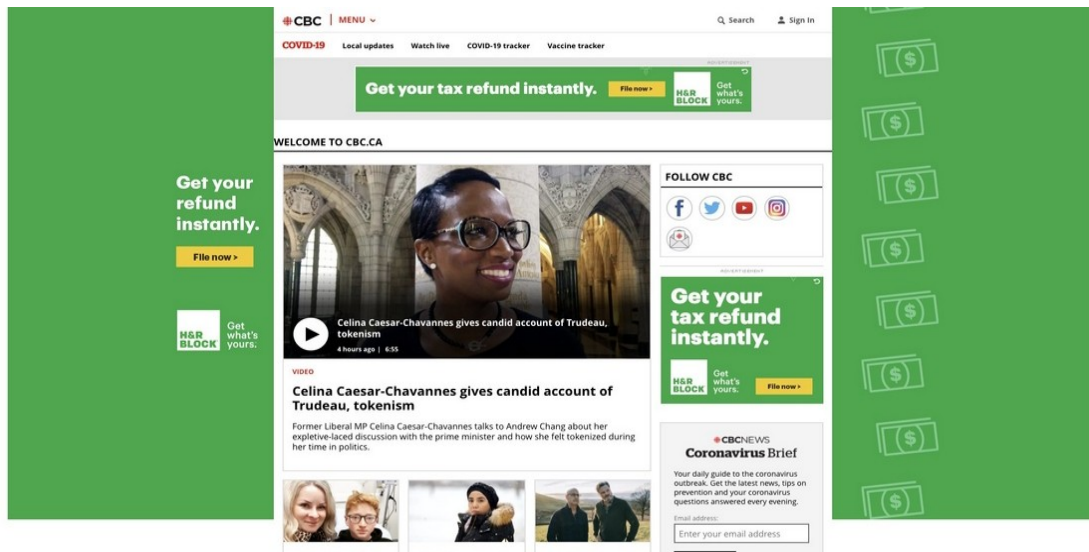 CBC
MENU
Search
Sign In
COVID-19
Local updates
Watch live
COVID-19 tracker
Vaccine tracker
ADVERTISEMENT
Get your tax refund instantly.
File now >
H&R
BLOCK
Get
what's
yours.
WELCOME TO CBC.CA
Get your
refund
instantly.
File now >
H&R
BLOCK
Get
what's
yours.
Celina Caesar-Chavannes gives candid account of Trudeau,
tokenism
4 hours ago | 6:55
VIDEO
Celina Caesar-Chavannes gives candid account of
Trudeau, tokenism
Former Liberal MP Celina Caesar-Chavannes talks to Andrew Chang about her
expletive-laced discussion with the prime minister and how she felt tokenized during
her time in politics.
FOLLOW CBC
ADVERTISEMENT
Get your
tax refund
instantly.
H&R
BLOCK
Get
what's
yours.
File now >
CBCNEWS
Coronavirus Brief
Your daily guide to the coronavirus
outbreak. Get the latest news, tips on
prevention and your coronavirus
questions answered every evening.
Email address:
Enter your email address